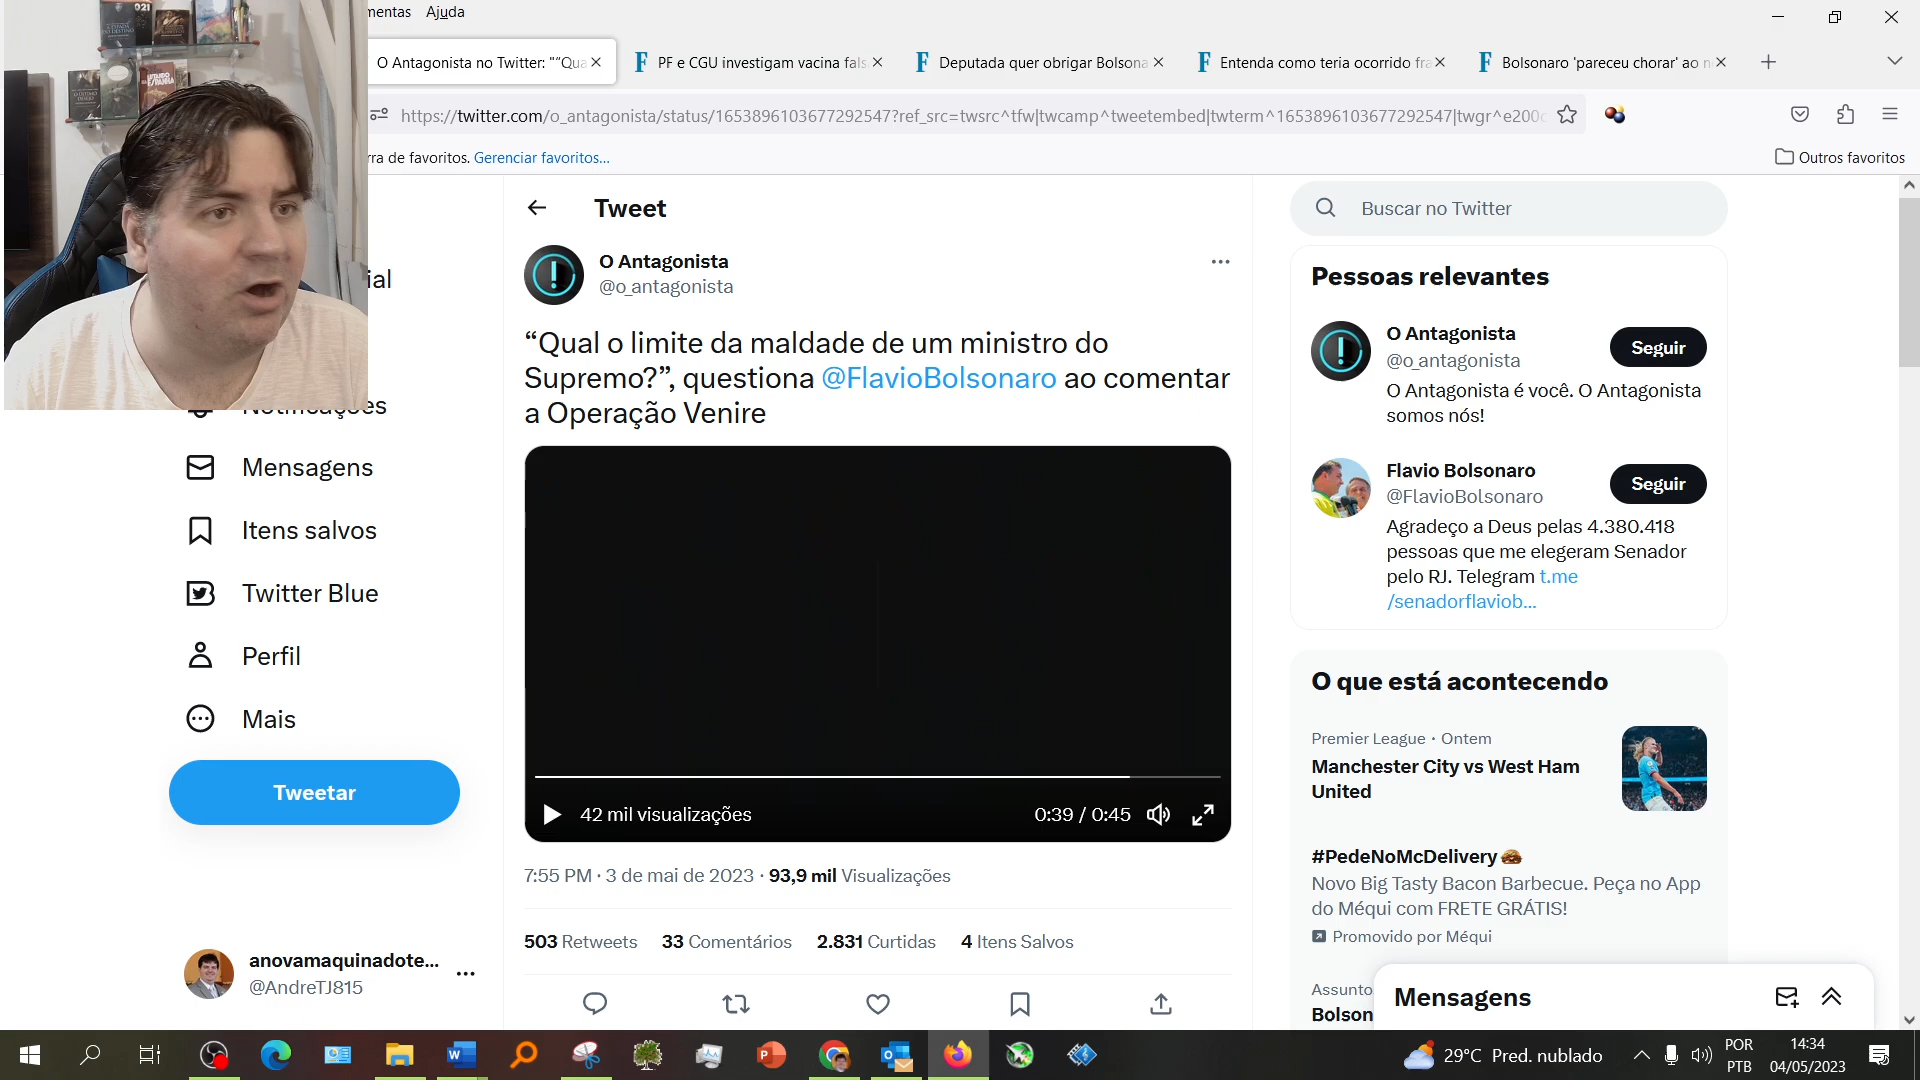 mentas Ajuda
O Antagonista no Twitter: "“Qua
PF e CGU investigam vacina fals
Deputada quer obrigar Bolsona
Entenda como teria ocorrido fra
Bolsonaro 'pareceu chorar' ao n
https://twitter.com/o_antagonista/status/1653896103677292547?ref_src=twsrc^tfw|twcamp^tweetembed|twterm^1653896103677292547|twgr^e200c
rra de favoritos. Gerenciar favoritos...
Outros favoritos
ial
Notificações
Mensagens
Itens salvos
Twitter Blue
Perfil
Mais
Tweetar
anovamaquinadote...
@AndreTJ815
Tweet
O Antagonista
@o_antagonista
“Qual o limite da maldade de um ministro do
Supremo?”, questiona @FlavioBolsonaro ao comentar
a Operação Venire
42 mil visualizações
0:39 / 0:45
7:55 PM · 3 de mai de 2023 · 93,9 mil Visualizações
503 Retweets 33 Comentários 2.831 Curtidas 4 Itens Salvos
Buscar no Twitter
Pessoas relevantes
O Antagonista
@o_antagonista
Seguir
O Antagonista é você. O Antagonista
somos nós!
Flavio Bolsonaro
@FlavioBolsonaro
Seguir
Agradeço a Deus pelas 4.380.418
pessoas que me elegeram Senador
pelo RJ. Telegram t.me
/senadorflaviob...
O que está acontecendo
Premier League · Ontem
Manchester City vs West Ham
United
#PedeNoMcDelivery
Novo Big Tasty Bacon Barbecue. Peça no App
do Méqui com FRETE GRÁTIS!
Promovido por Méqui
Assunto
Bolson
Mensagens
29°C Pred. nublado
POR
PTB
14:34
04/05/2023